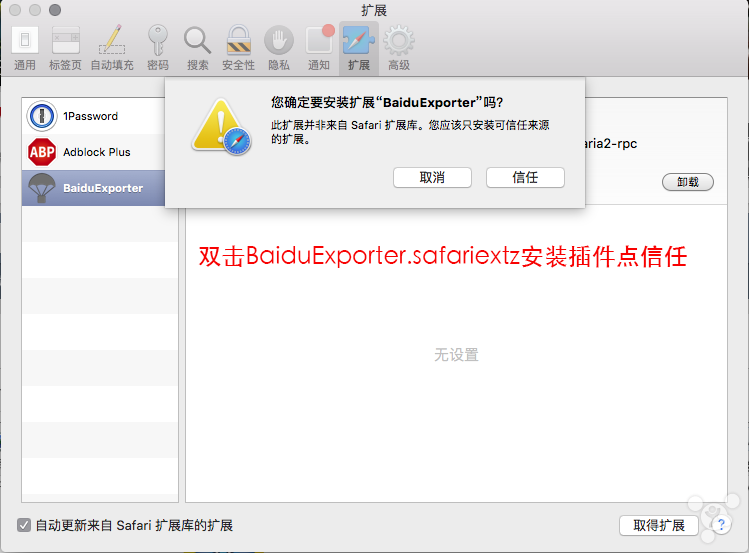 扩展
通用
标签页
自动填充
密码
搜索
安全性
隐私
通知
扩展
高级
1Password
ABP
Adblock Plus
BaiduExporter
您确定要安装扩展“BaiduExporter”吗？
此扩展并非来自 Safari 扩展库。您应该只安装可信任来源
的扩展。
取消
信任
aria2-rpc
卸载
双击BaiduExporter.safariextz安装插件点信任
无设置
自动更新来自 Safari 扩展库的扩展
取得扩展
?